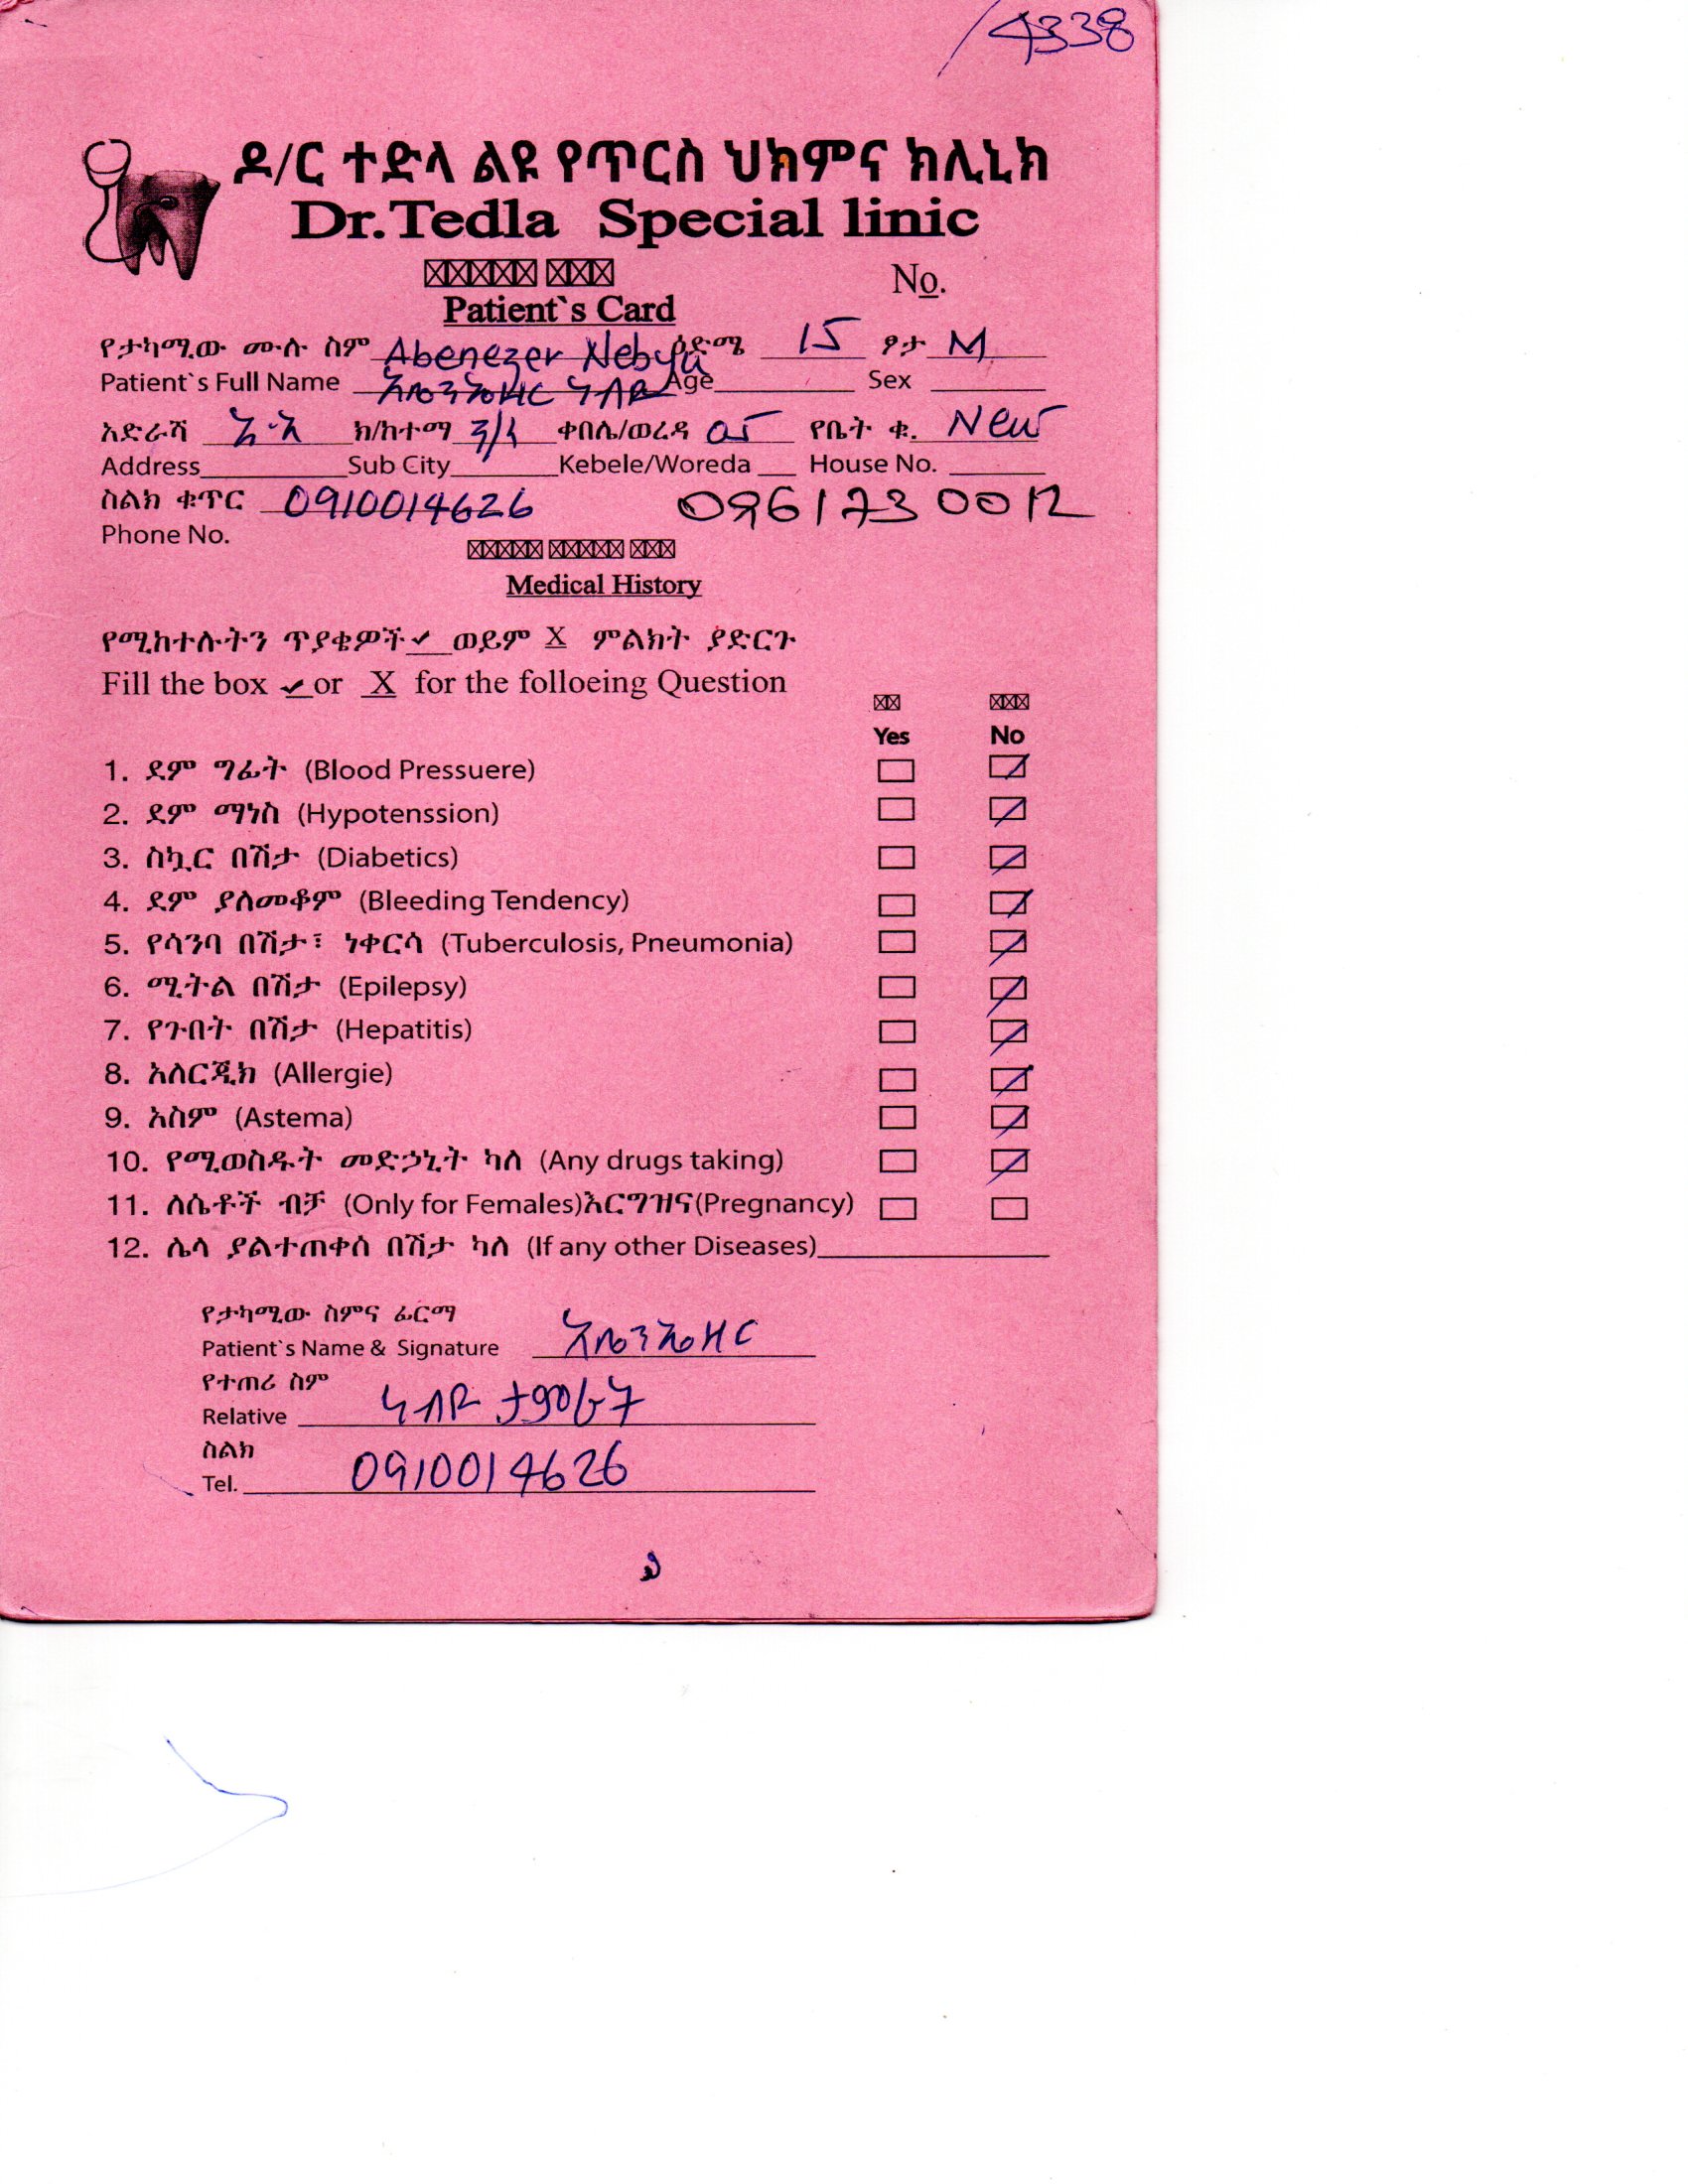 4338
ዶ/ር ተድላ ልዩ የጥርስ ህክምና ክሊኒክ
Dr.Tedla Special linic
No.
Patient`s Card
የታካሚው ሙሉ ስም Abenezer Nebyu ዕድሜ 15 ፆታ M
Patient`s Full Name አቤንኤዘር ነብዩ Age Sex
አድራሻ አ.አ ክ/ከተማ ቀበሌ/ወረዳ 05 የቤት ቁ. New
Address Sub City Kebele/Woreda House No.
ስልክ ቁጥር 0910014626 0961730012
Phone No.
Medical History
የሚከተሉትን ጥያቄዎች ✓ ወይም X ምልክት ያድርጉ
Fill the box ✓ or X for the folloeing Question
Yes No
1. ደም ግፊት (Blood Pressuere)
2. ደም ማነስ (Hypotenssion)
3. ስኳር በሽታ (Diabetics)
4. ደም ያለመቆም (Bleeding Tendency)
5. የሳንባ በሽታ፣ ነቀርሳ (Tuberculosis, Pneumonia)
6. ሚትል በሽታ (Epilepsy)
7. የጉበት በሽታ (Hepatitis)
8. አለርጂክ (Allergie)
9. አስም (Astema)
10. የሚወስዱት መድኃኒት ካለ (Any drugs taking)
11. ለሴቶች ብቻ (Only for Females)እርግዝና(Pregnancy)
12. ሌላ ያልተጠቀሰ በሽታ ካለ (If any other Diseases)
የታካሚው ስምና ፊርማ
Patient`s Name & Signature አቤንኤዘር
የተጠሪ ስም
Relative ነብዩ
ስልክ
Tel. 0910014626